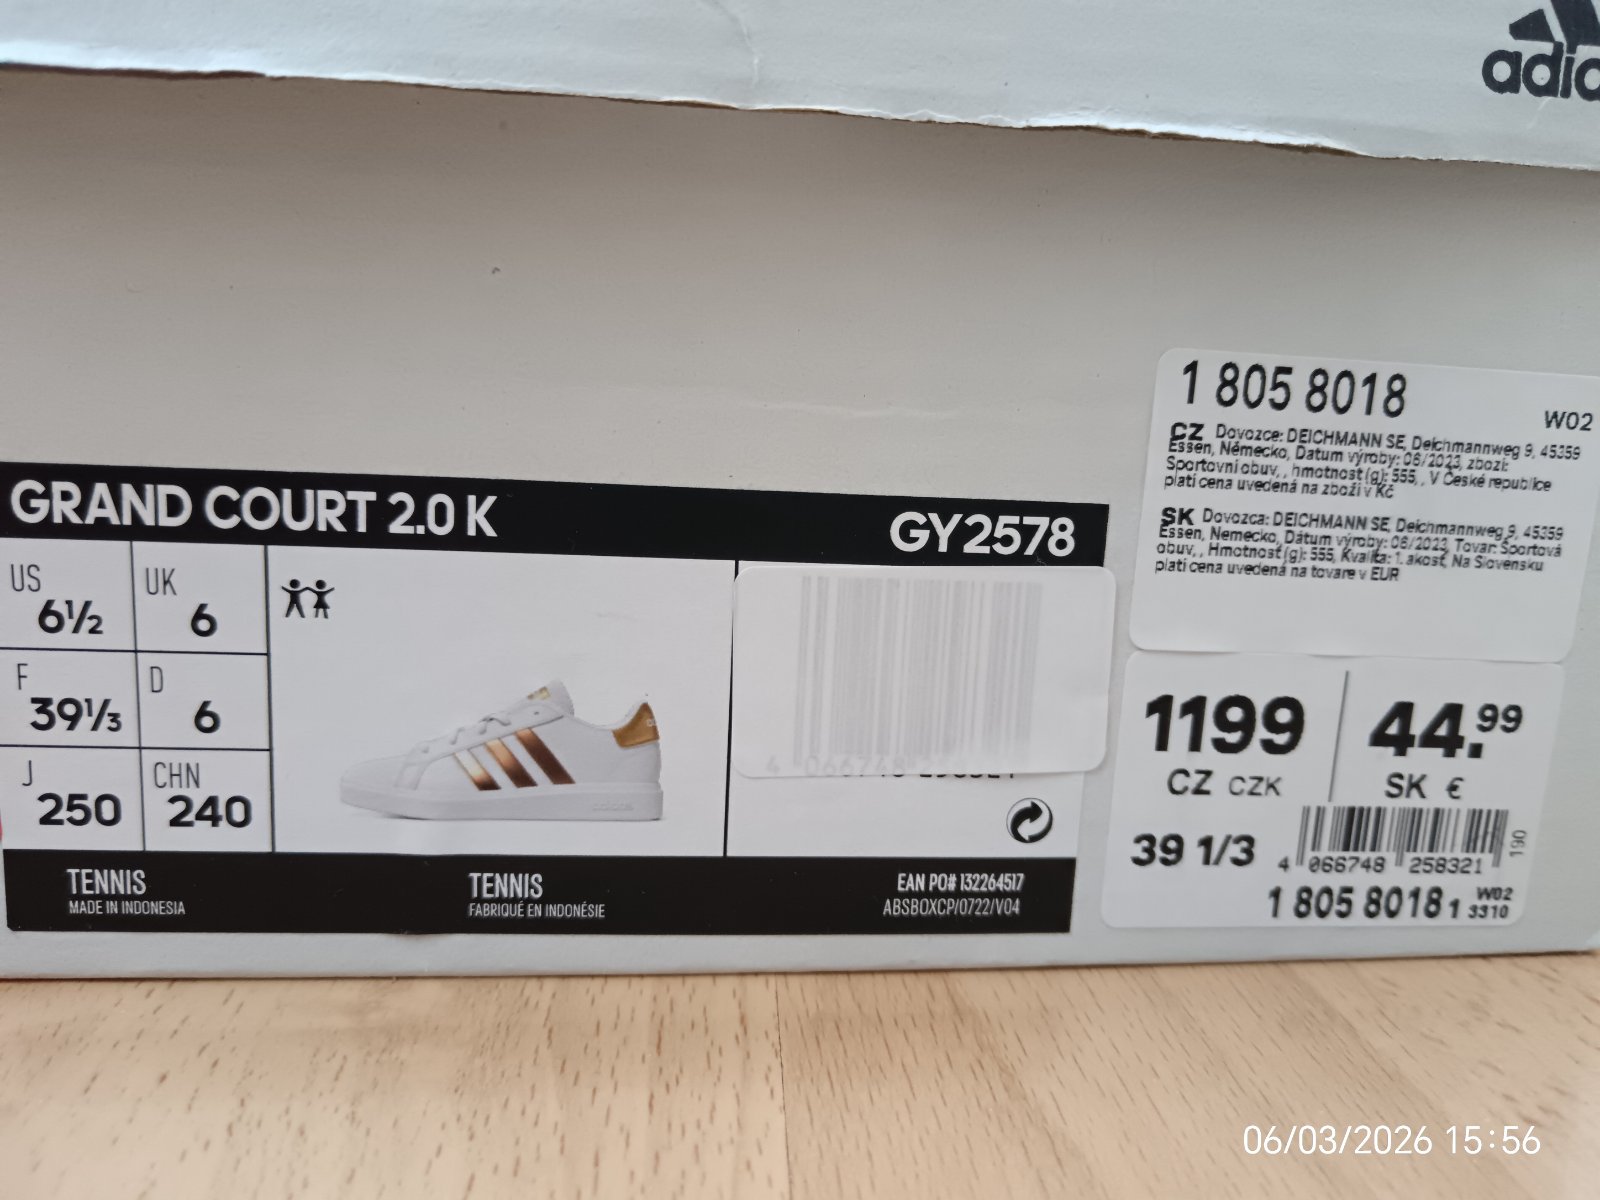 adidas
1 805 8018
W02
CZ Dovozce: DEICHMANN SE, Deichmannweg 9, 45359
Essen, Německo, Datum výroby: 06/2023, zboží:
Sportovní obuv, , hmotnost (g): 555, , V České republice
platí cena uvedená na zboží v Kč
SK Dovozca: DEICHMANN SE, Deichmannweg 9, 45359
Essen, Nemecko, Dátum výroby: 06/2023, Tovar: Športová
obuv, , Hmotnosť (g): 555, Kvalita: 1. akosť, Na Slovensku
platí cena uvedená na tovare v EUR
GRAND COURT 2.0 K
GY2578
US 6½
UK 6
F 39⅓
D 6
J 250
CHN 240
adidas
4 066748 258321
1199
CZ CZK
44.99
SK €
39 1/3
4 066748 258321
190
1 805 8018 1
W02
3310
TENNIS
MADE IN INDONESIA
TENNIS
FABRIQUÉ EN INDONÉSIE
EAN PO# 132264517
ABSBOXCP/0722/V04
06/03/2026 15:56